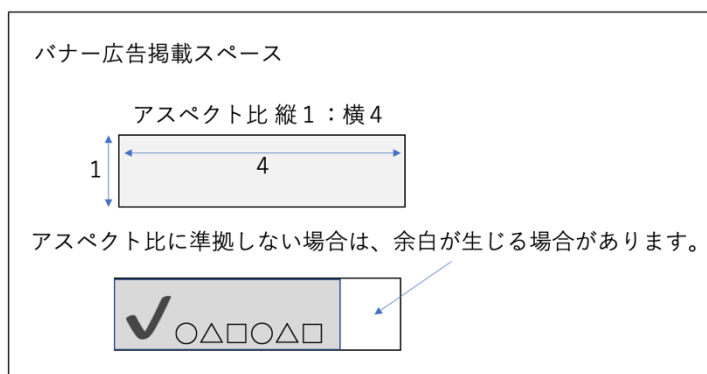 バナー広告掲載スペース
アスペクト比 縦1：横4
1
4
アスペクト比に準拠しない場合は、余白が生じる場合があります。
✔○△□○△□